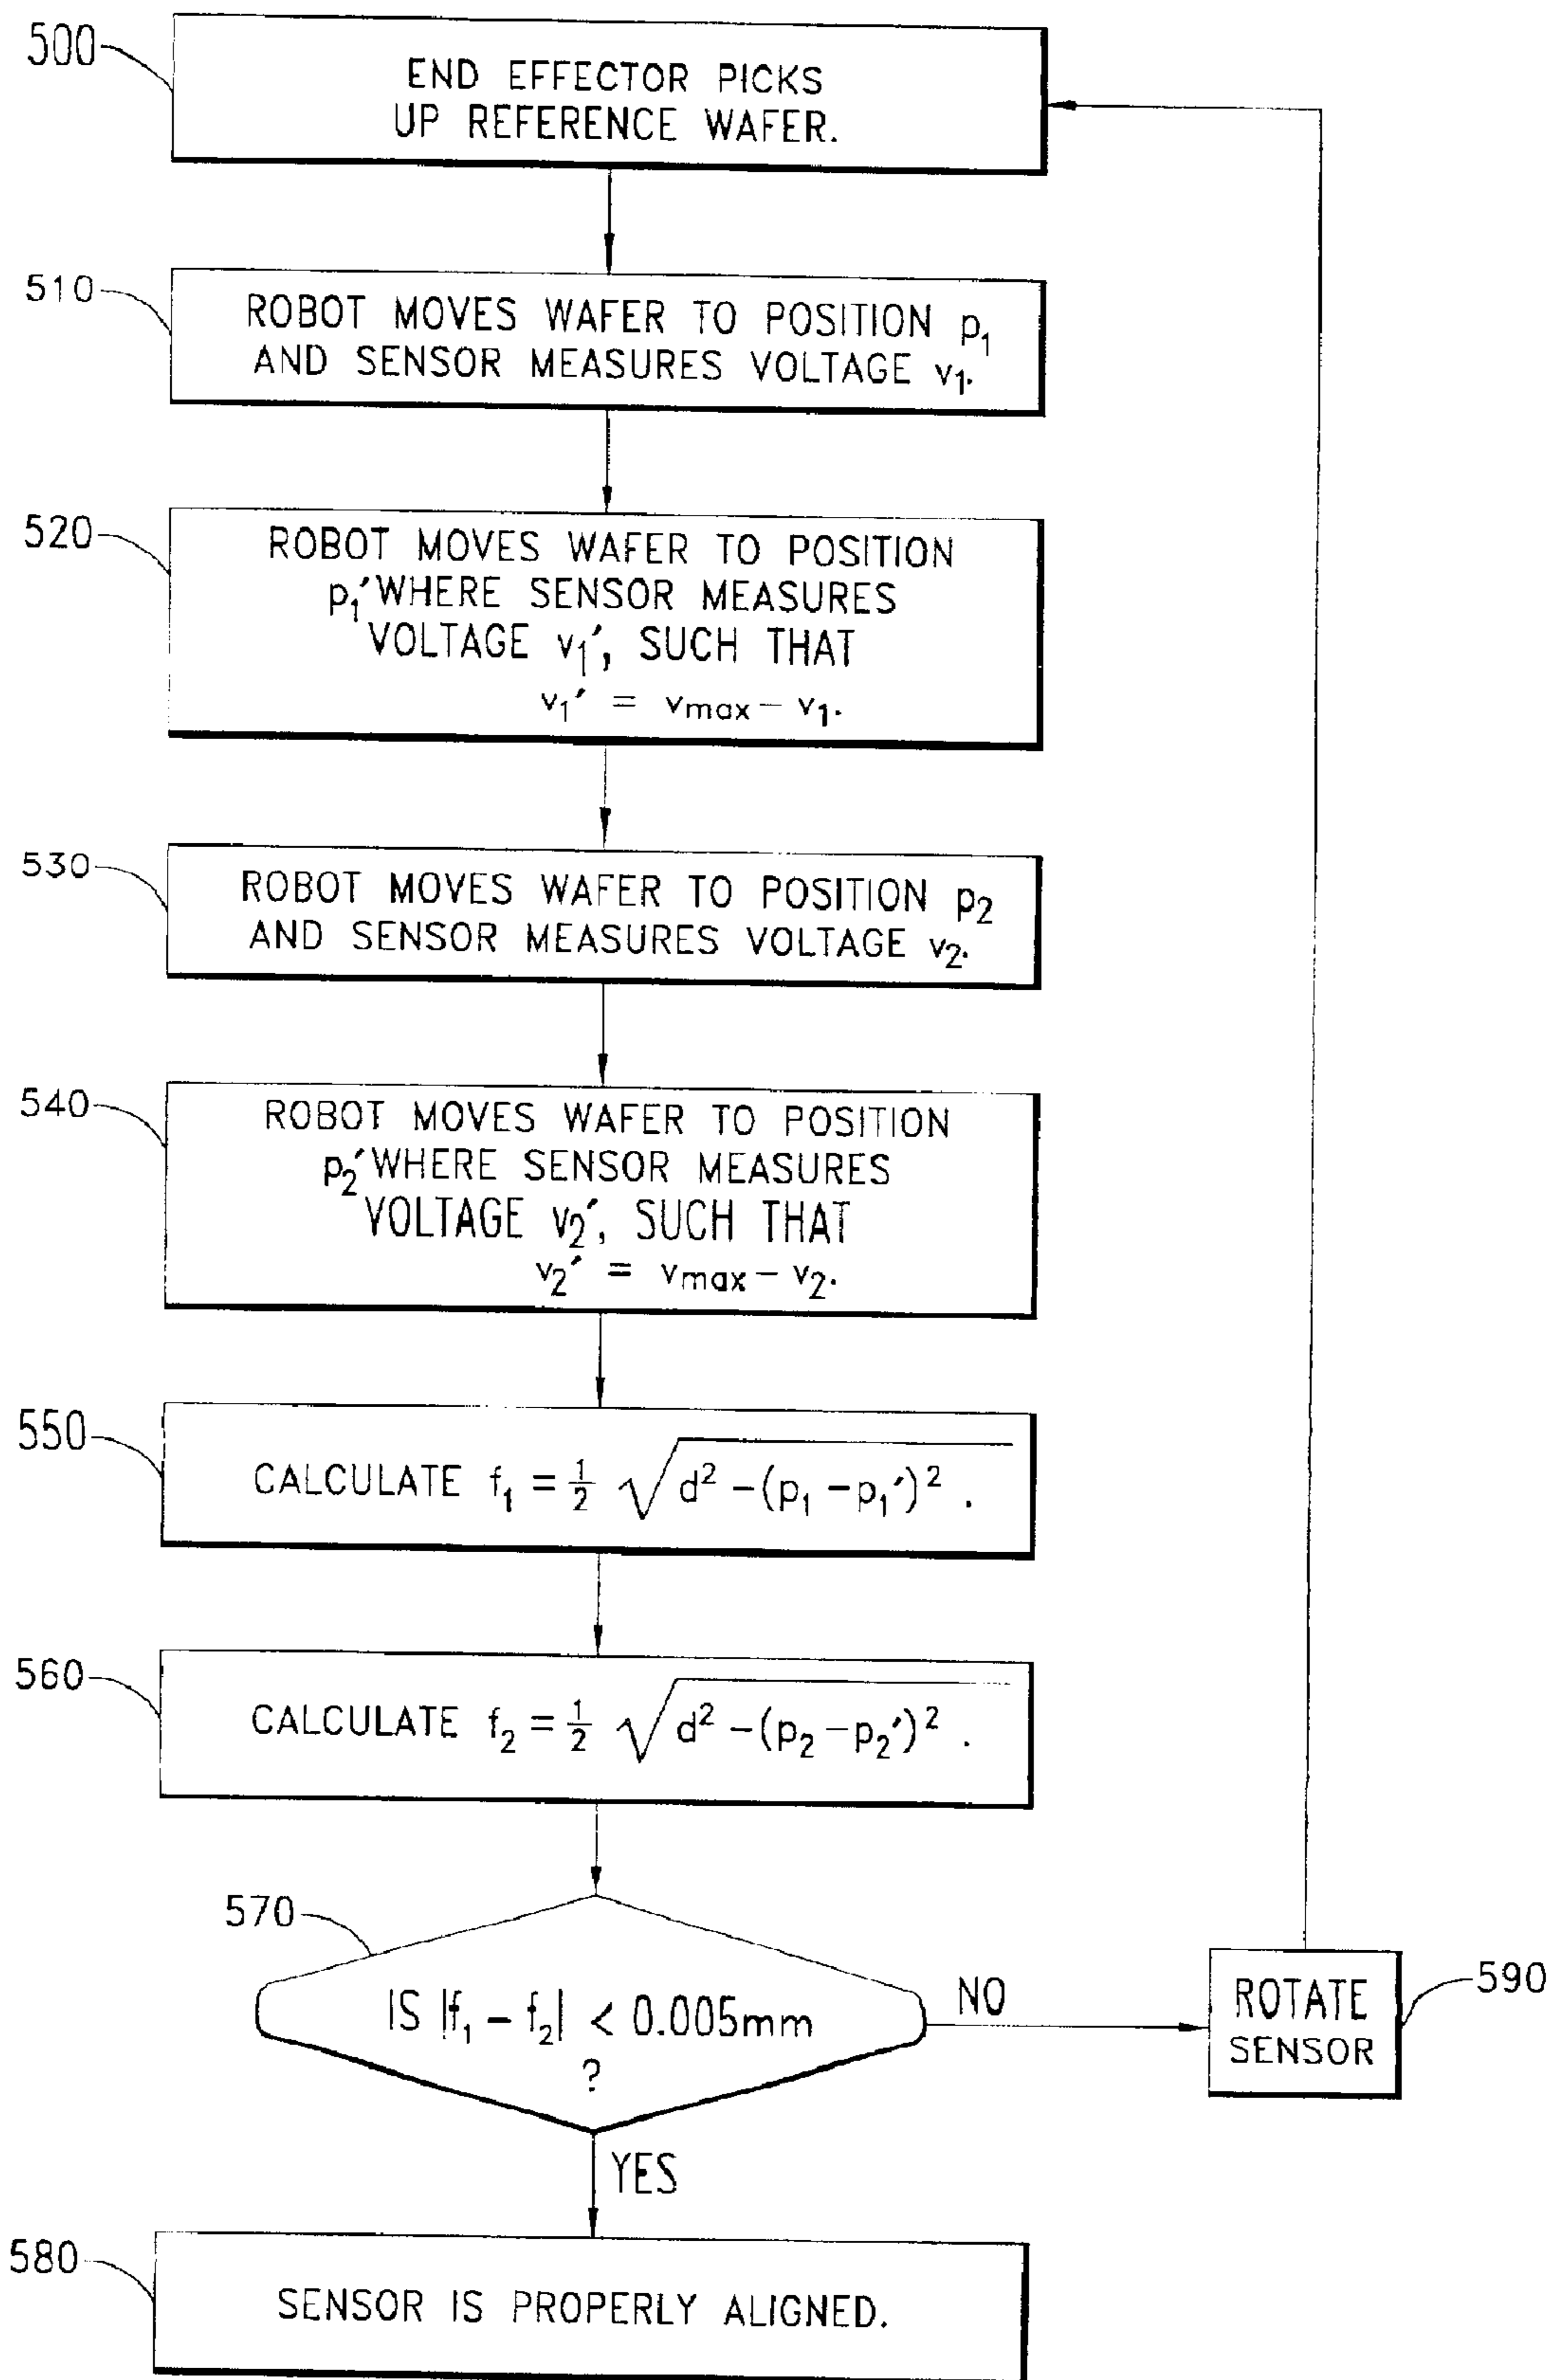 500
END EFFECTOR PICKS
UP REFERENCE WAFER.
510
ROBOT MOVES WAFER TO POSITION p₁
AND SENSOR MEASURES VOLTAGE v₁.
520
ROBOT MOVES WAFER TO POSITION
p₁′ WHERE SENSOR MEASURES
VOLTAGE v₁′, SUCH THAT
v₁′ = vmax − v₁.
530
ROBOT MOVES WAFER TO POSITION p₂
AND SENSOR MEASURES VOLTAGE v₂.
540
ROBOT MOVES WAFER TO POSITION
p₂′ WHERE SENSOR MEASURES
VOLTAGE v₂′, SUCH THAT
v₂′ = vmax − v₂.
550
CALCULATE f₁ = ½ √(d² − (p₁ − p₁′)²) .
560
CALCULATE f₂ = ½ √(d² − (p₂ − p₂′)²) .
570
IS |f₁ − f₂| < 0.005mm
?
NO
ROTATE
SENSOR
590
YES
580
SENSOR IS PROPERLY ALIGNED.